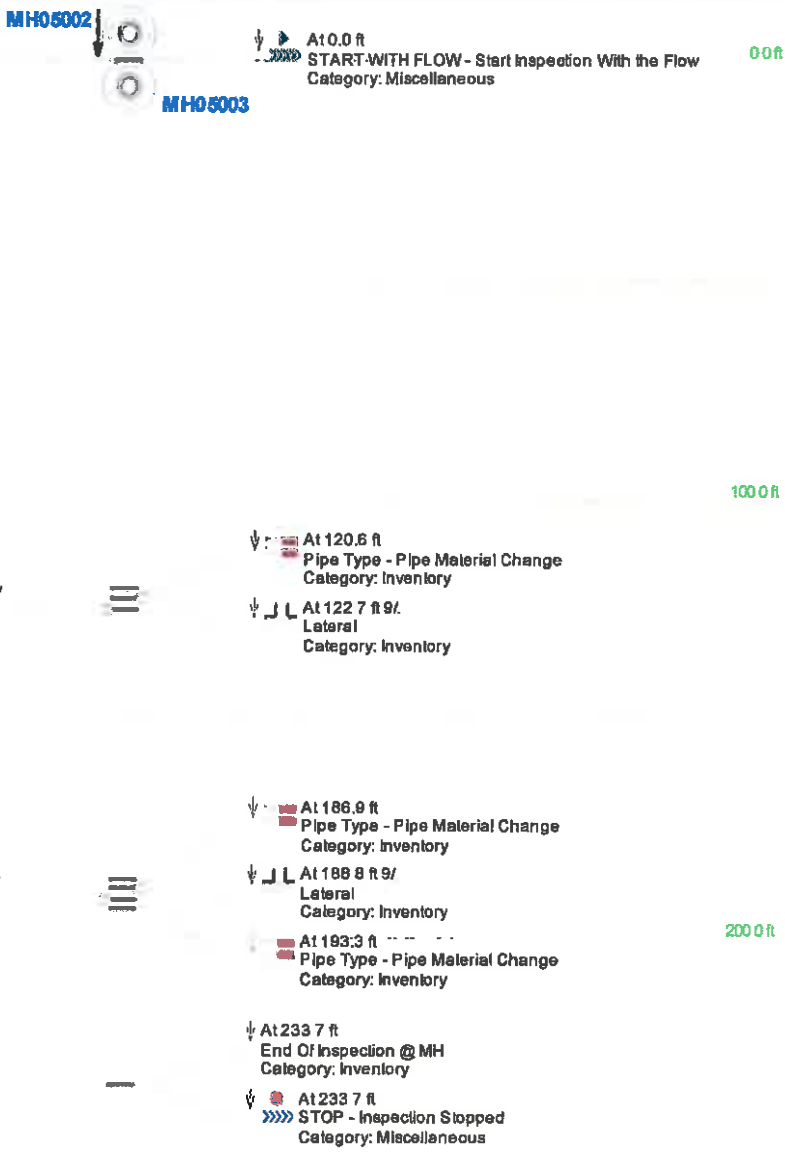 MH05002
At 0.0 ft
START-WITH FLOW - Start Inspection With the Flow
0.0 ft
Category: Miscellaneous
MH05003
100.0 ft
At 120.6 ft
Pipe Type - Pipe Material Change
Category: Inventory
At 122.7 ft 9/.
Lateral
Category: Inventory
At 186.9 ft
Pipe Type - Pipe Material Change
Category: Inventory
At 188.8 ft 9/
Lateral
Category: Inventory
200.0 ft
At 193.3 ft
Pipe Type - Pipe Material Change
Category: Inventory
At 233.7 ft
End Of Inspection @ MH
Category: Inventory
At 233.7 ft
STOP - Inspection Stopped
Category: Miscellaneous